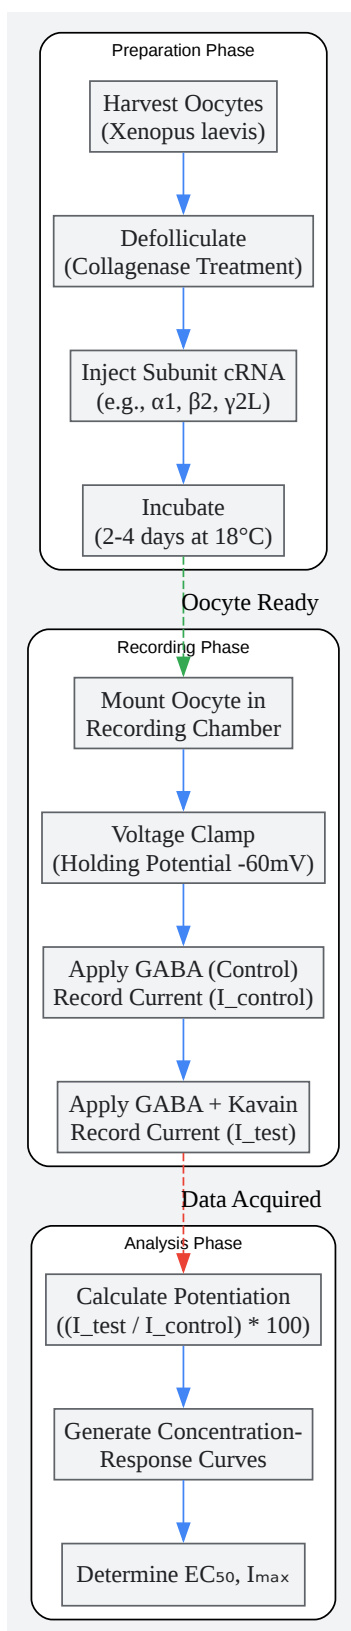 Preparation Phase
Harvest Oocytes
(Xenopus laevis)
Defolliculate
(Collagenase Treatment)
Inject Subunit cRNA
(e.g., α1, β2, γ2L)
Incubate
(2-4 days at 18°C)
Oocyte Ready
Recording Phase
Mount Oocyte in
Recording Chamber
Voltage Clamp
(Holding Potential -60mV)
Apply GABA (Control)
Record Current (I_control)
Apply GABA + Kavain
Record Current (I_test)
Data Acquired
Analysis Phase
Calculate Potentiation
((I_test / I_control) * 100)
Generate Concentration-
Response Curves
Determine EC₅₀, Iₘₐₓ